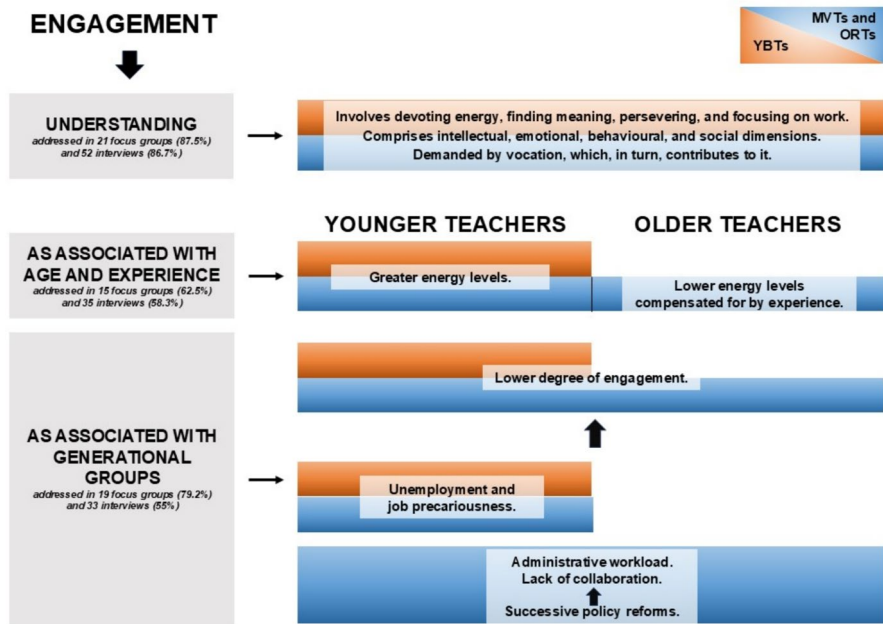 ENGAGEMENT
MVTs and
ORTs
YBTs
UNDERSTANDING
addressed in 21 focus groups (87.5%)
and 52 interviews (86.7%)
Involves devoting energy, finding meaning, persevering, and focusing on work.
Comprises intellectual, emotional, behavioural, and social dimensions.
Demanded by vocation, which, in turn, contributes to it.
YOUNGER TEACHERS
OLDER TEACHERS
AS ASSOCIATED WITH
AGE AND EXPERIENCE
addressed in 15 focus groups (62.5%)
and 35 interviews (58.3%)
Greater energy levels.
Lower energy levels
compensated for by experience.
AS ASSOCIATED WITH
GENERATIONAL
GROUPS
addressed in 19 focus groups (79.2%)
and 33 interviews (55%)
Lower degree of engagement.
Unemployment and
job precariousness.
Administrative workload.
Lack of collaboration.
Successive policy reforms.